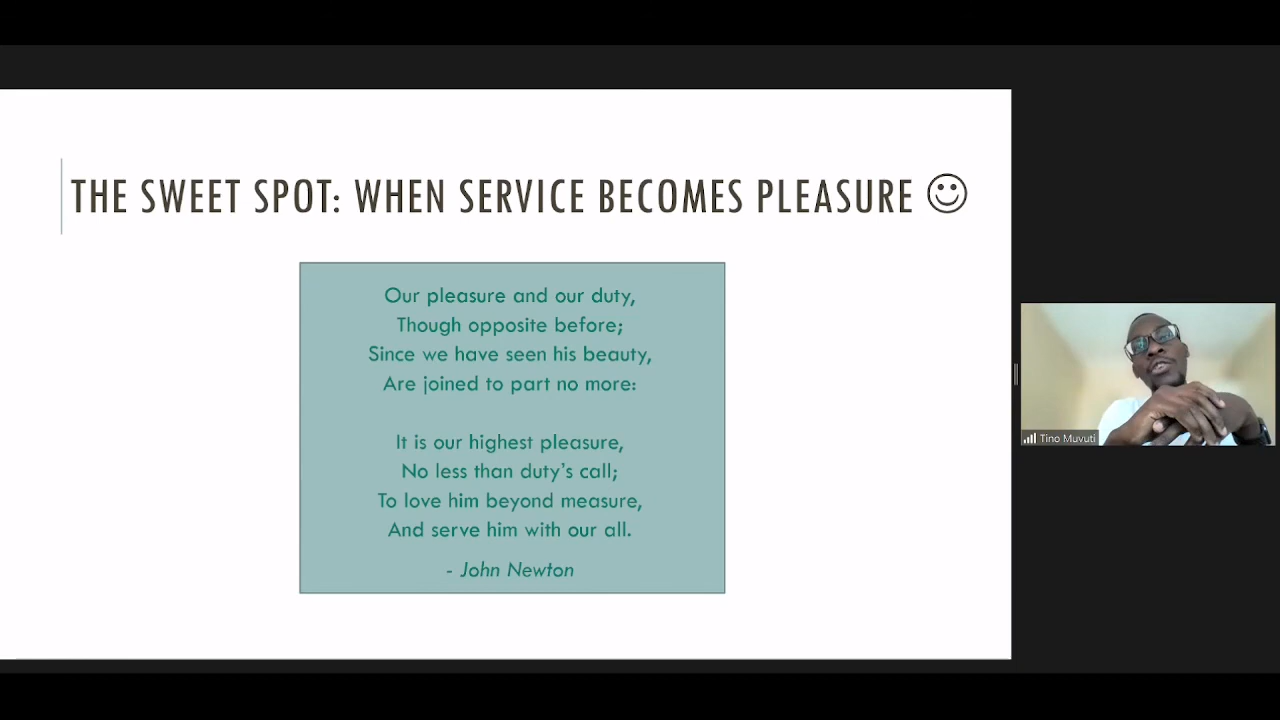 THE SWEET SPOT: WHEN SERVICE BECOMES PLEASURE
Our pleasure and our duty,
Though opposite before;
Since we have seen his beauty,
Are joined to part no more:
It is our highest pleasure,
No less than duty's call;
To love him beyond measure,
And serve him with our all.
- John Newton
Tino Muvuti